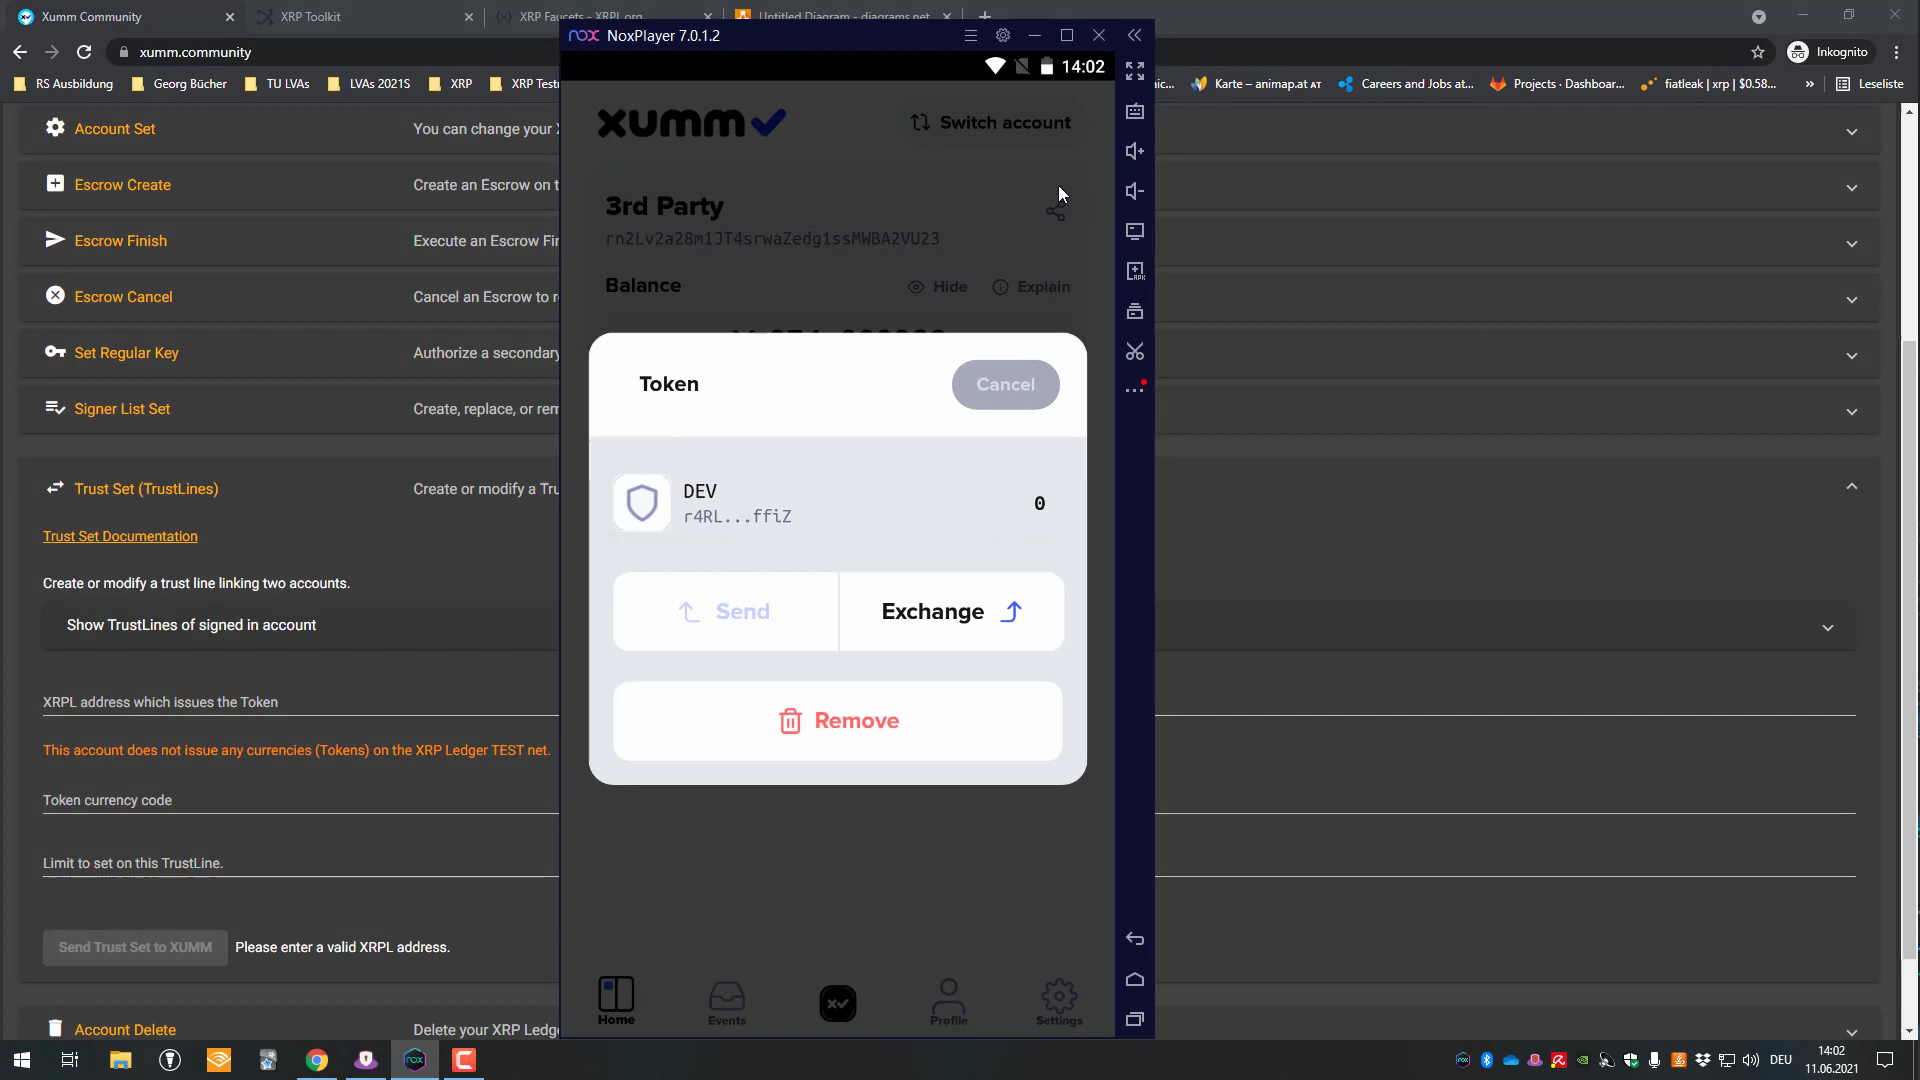 Xumm Community
XRP Toolkit
XRP Faucets - XRPL.org
Untitled Diagram - diagrams.net
xumm.community
Inkognito
RS Ausbildung
Georg Bücher
TU LVAs
LVAs 2021S
XRP
XRP Test
Karte – animap.at AT
Careers and Jobs at...
Projects · Dashboar...
fiatleak | xrp | $0.58...
»
Leseliste
nox NoxPlayer 7.0.1.2
14:02
xumm
Switch account
3rd Party
rn2Lv2a28m1JT4srwaZedg1ssMWBA2VU23
Balance
Hide
Explain
Token
Cancel
DEV
r4RL...ffiZ
0
Send
Exchange
Remove
Home
Events
Profile
Settings
Account Set
You can change your
Escrow Create
Create an Escrow on t
Escrow Finish
Execute an Escrow Fi
Escrow Cancel
Cancel an Escrow to r
Set Regular Key
Authorize a secondary
Signer List Set
Create, replace, or rem
Trust Set (TrustLines)
Create or modify a Tru
Trust Set Documentation
Create or modify a trust line linking two accounts.
Show TrustLines of signed in account
XRPL address which issues the Token
This account does not issue any currencies (Tokens) on the XRP Ledger TEST net.
Token currency code
Limit to set on this TrustLine.
Send Trust Set to XUMM
Please enter a valid XRPL address.
Account Delete
Delete your XRP Ledg
DEU
14:02
11.06.2021